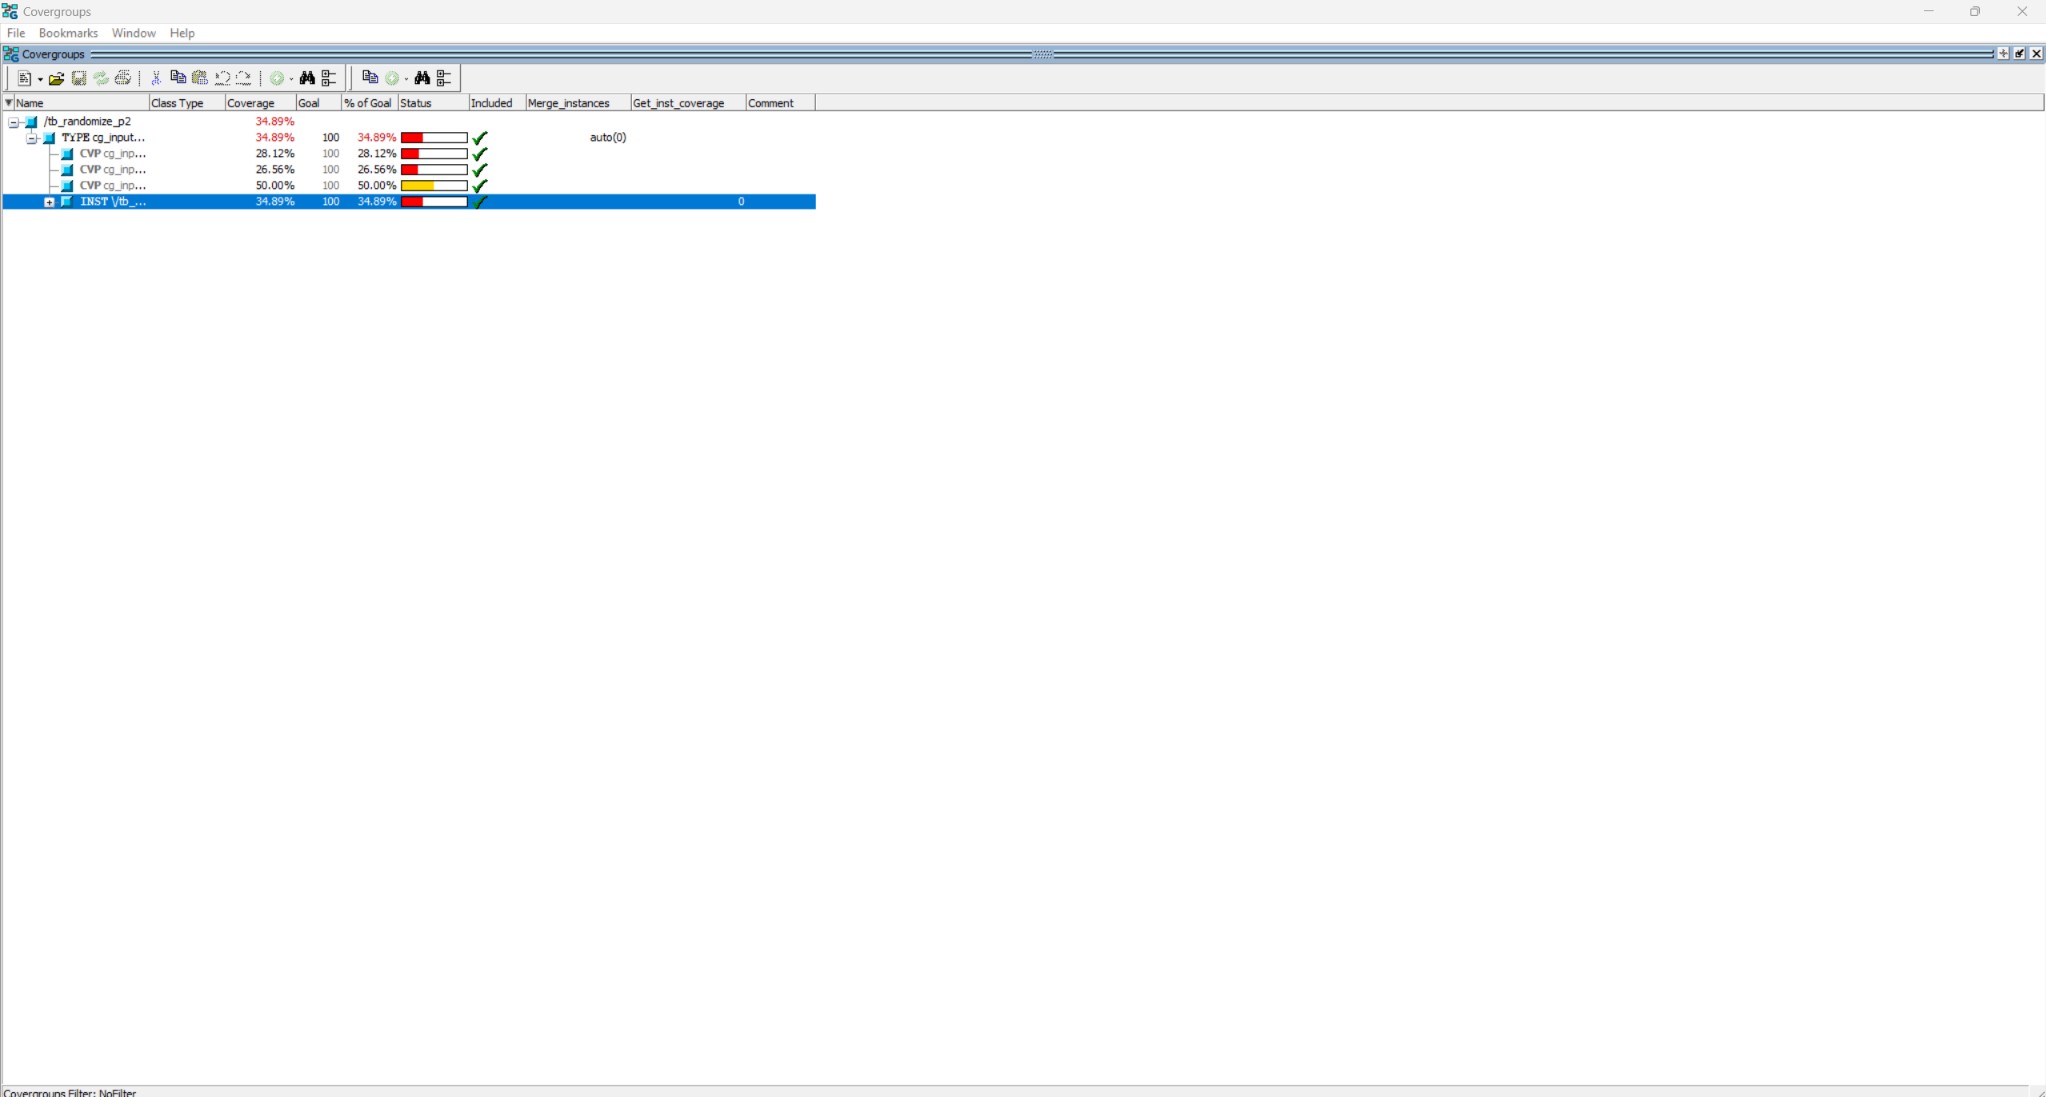 Covergroups
File Bookmarks Window Help
Covergroups
Name Class Type Coverage Goal % of Goal Status Included Merge_instances Get_inst_coverage Comment
/tb_randomize_p2 34.89%
TYPE cg_input... 34.89% 100 34.89% auto(0)
CVP cg_inp... 28.12% 100 28.12%
CVP cg_inp... 26.56% 100 26.56%
CVP cg_inp... 50.00% 100 50.00%
INST \/tb_... 34.89% 100 34.89% 0
Covergroups Filter: NoFilter